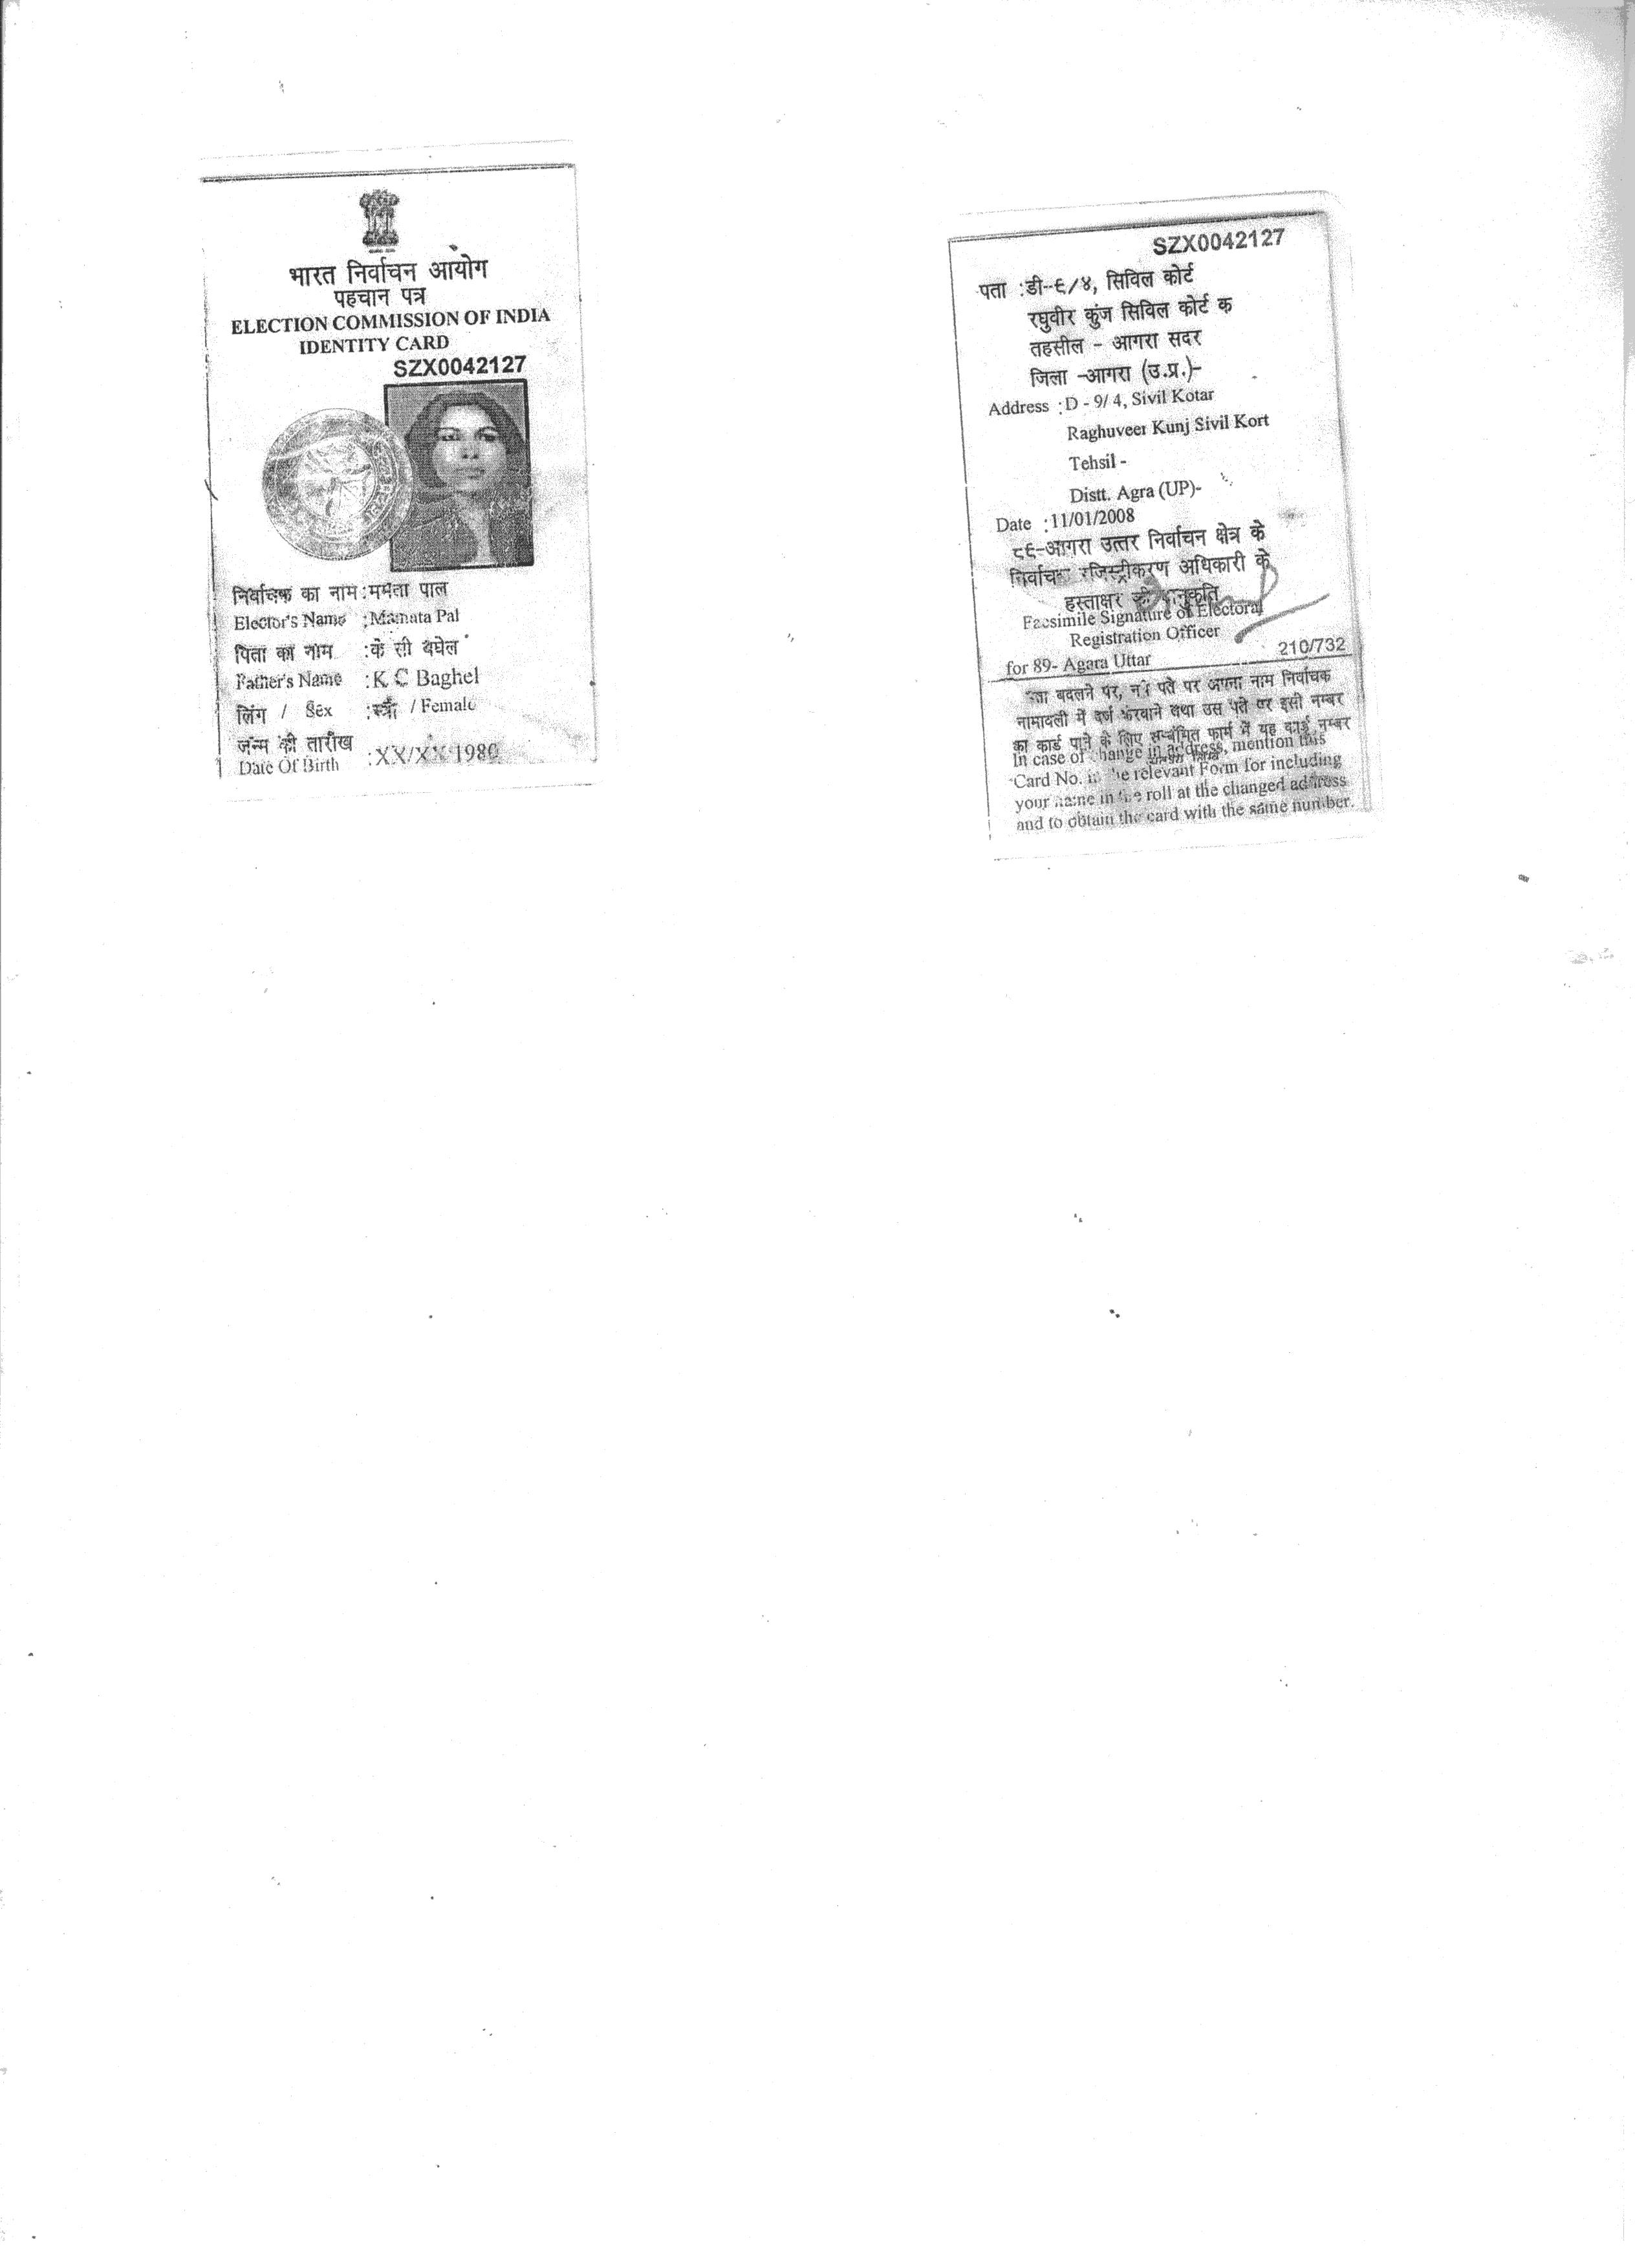 भारत निर्वाचन आयोग
पहचान पत्र
ELECTION COMMISSION OF INDIA
IDENTITY CARD
SZX0042127
निर्वाचक का नाम : ममता पाल
Elector's Name : Mamata Pal
पिता का नाम : के सी बघेल
Father's Name : K C Baghel
लिंग / Sex : स्त्री / Female
जन्म की तारीख
Date Of Birth : XX/XX/1980
SZX0042127
पता : डी-९/४, सिविल कोर्ट
रघुवीर कुंज सिविल कोर्ट क
तहसील - आगरा सदर
जिला -आगरा (उ.प्र.)-
Address : D - 9/ 4, Sivil Kotar
Raghuveer Kunj Sivil Kort
Tehsil -
Distt. Agra (UP)-
Date : 11/01/2008
८९-आगरा उत्तर निर्वाचन क्षेत्र के
निर्वाचक रजिस्ट्रीकरण अधिकारी के
हस्ताक्षर की अनुकृति
Facsimile Signature of Electoral
Registration Officer
for 89- Agara Uttar
210/732
बदलने पर, पते पर अपना नाम निर्वाचक
नामावली में दर्ज करवाने तथा उस पते पर इसी नम्बर
का कार्ड पाने के लिए सम्बंधित फार्म में यह कार्ड नम्बर
In case of change in address, mention this
Card No. in the relevant Form for including
your name in the roll at the changed address
and to obtain the card with the same number.